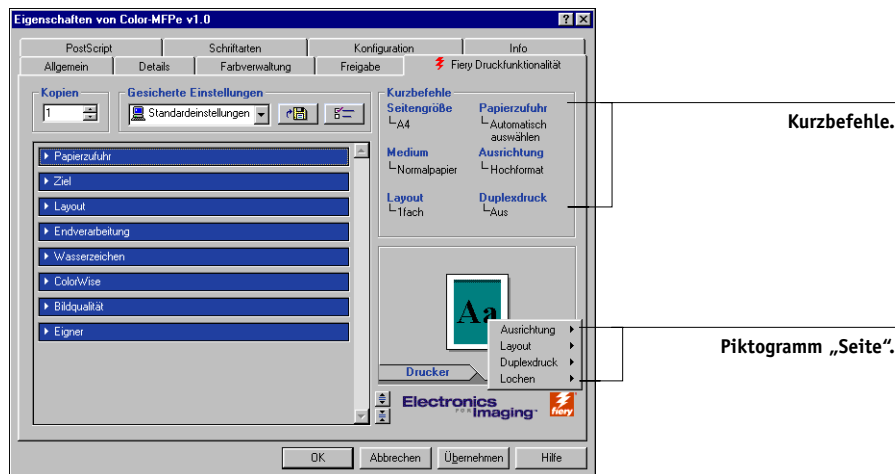 Eigenschaften von Color-MFPe v1.0
PostScript Schriftarten Konfiguration Info
Allgemein Details Farbverwaltung Freigabe Fiery Druckfunktionalität
Kopien
1
Gesicherte Einstellungen
Standardeinstellungen
Papierzufuhr
Ziel
Layout
Endverarbeitung
Wasserzeichen
ColorWise
Bildqualität
Eigner
Kurzbefehle
Seitengröße Papierzufuhr
A4 Automatisch
auswählen
Medium Ausrichtung
Normalpapier Hochformat
Layout Duplexdruck
1fach Aus
Aa
Ausrichtung
Layout
Duplexdruck
Lochen
Drucker
Electronics
FOR Imaging
fiery
OK Abbrechen Übernehmen Hilfe
Kurzbefehle.
Piktogramm „Seite“.